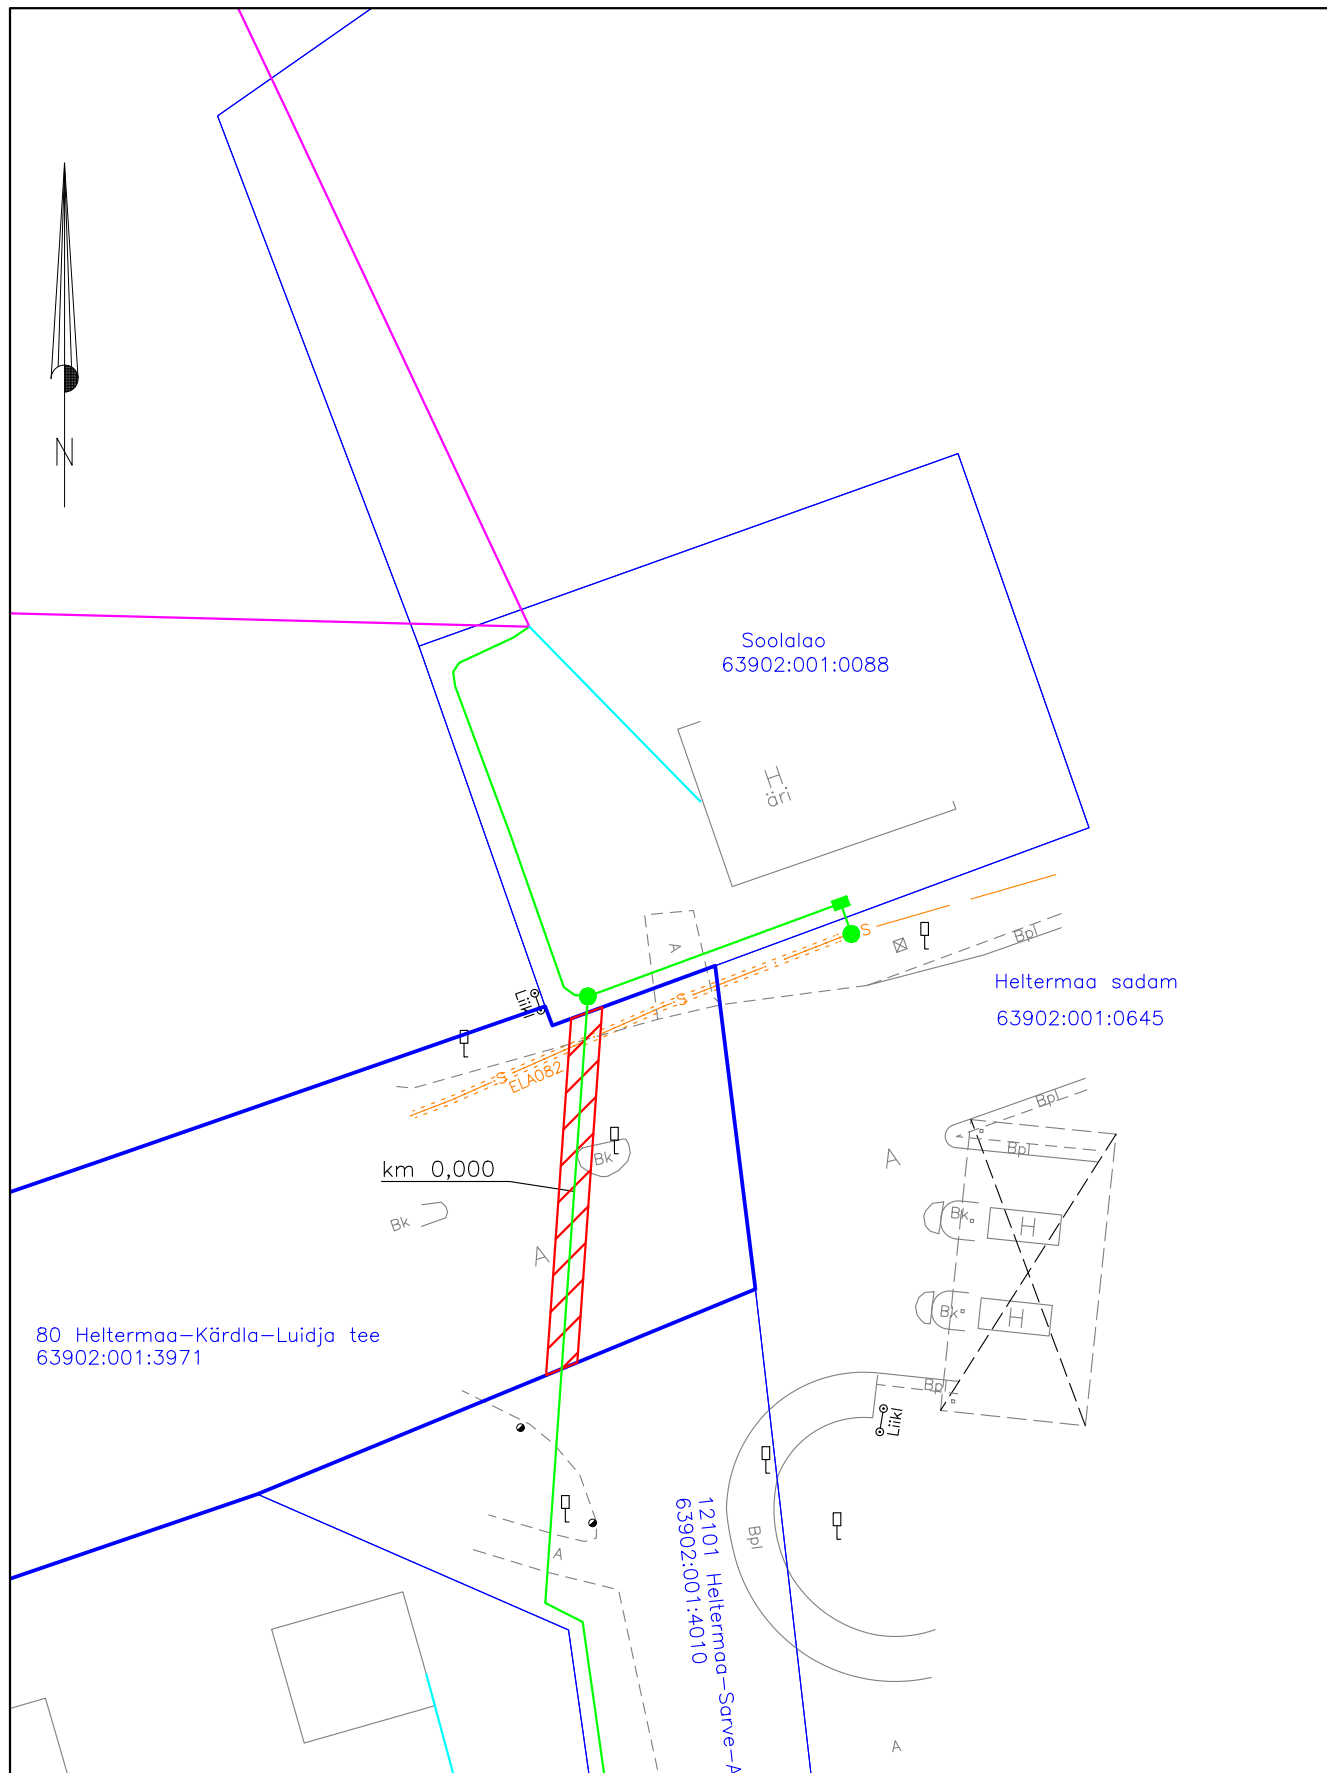 N
Soolalao
63902:001:0088
H
äri
A
S
Bpl
Heltermaa sadam
63902:001:0645
Liikl
S
S
ELA082
Bpl
Bpl
km 0,000
Bk
A
Bk
Bk
H
A
Bk
H
80 Heltermaa-Kärdla-Luidja tee
63902:001:3971
Bpl
Liikl
12101 Heltermaa-Sarve-A
63902:001:4010
Bpl
A
A